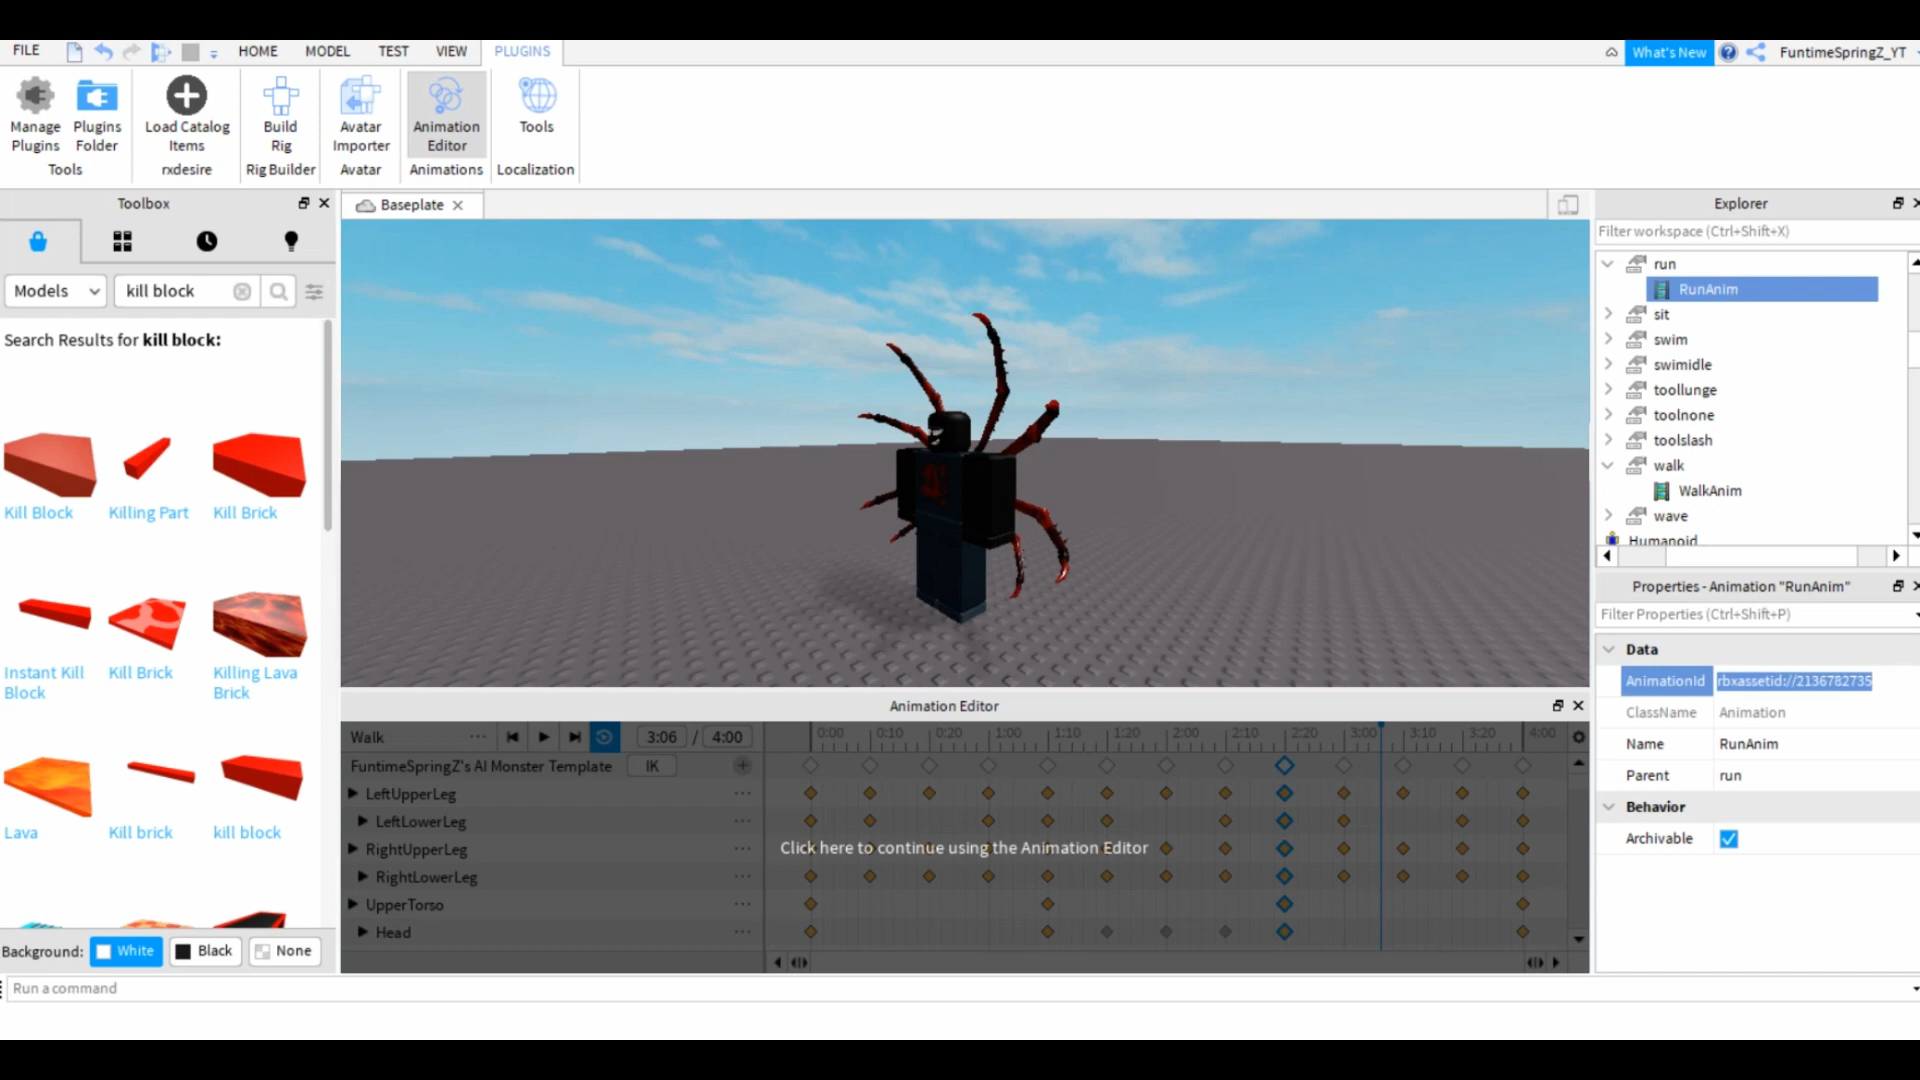 FILE
HOME
MODEL
TEST
VIEW
PLUGINS
What's New
FuntimeSpringZ_YT
Manage Plugins
Plugins Folder
Load Catalog Items
Build Rig
Avatar Importer
Animation Editor
Tools
Tools
rxdesire
Rig Builder
Avatar
Animations
Localization
Toolbox
Models
kill block
Search Results for kill block:
Kill Block
Killing Part
Kill Brick
Instant Kill Block
Kill Brick
Killing Lava Brick
Lava
Kill brick
kill block
Background:
White
Black
None
Run a command
Baseplate
Animation Editor
Walk
3:06 / 4:00
0:00
0:10
0:20
1:00
1:10
1:20
2:00
2:10
2:20
3:00
3:10
3:20
4:00
FuntimeSpringZ's AI Monster Template
IK
LeftUpperLeg
LeftLowerLeg
RightUpperLeg
RightLowerLeg
UpperTorso
Head
Click here to continue using the Animation Editor
Explorer
Filter workspace (Ctrl+Shift+X)
run
RunAnim
sit
swim
swimidle
toollunge
toolnone
toolslash
walk
WalkAnim
wave
Humanoid
Properties - Animation "RunAnim"
Filter Properties (Ctrl+Shift+P)
Data
AnimationId
rbxassetid://2136782735
ClassName
Animation
Name
RunAnim
Parent
run
Behavior
Archivable